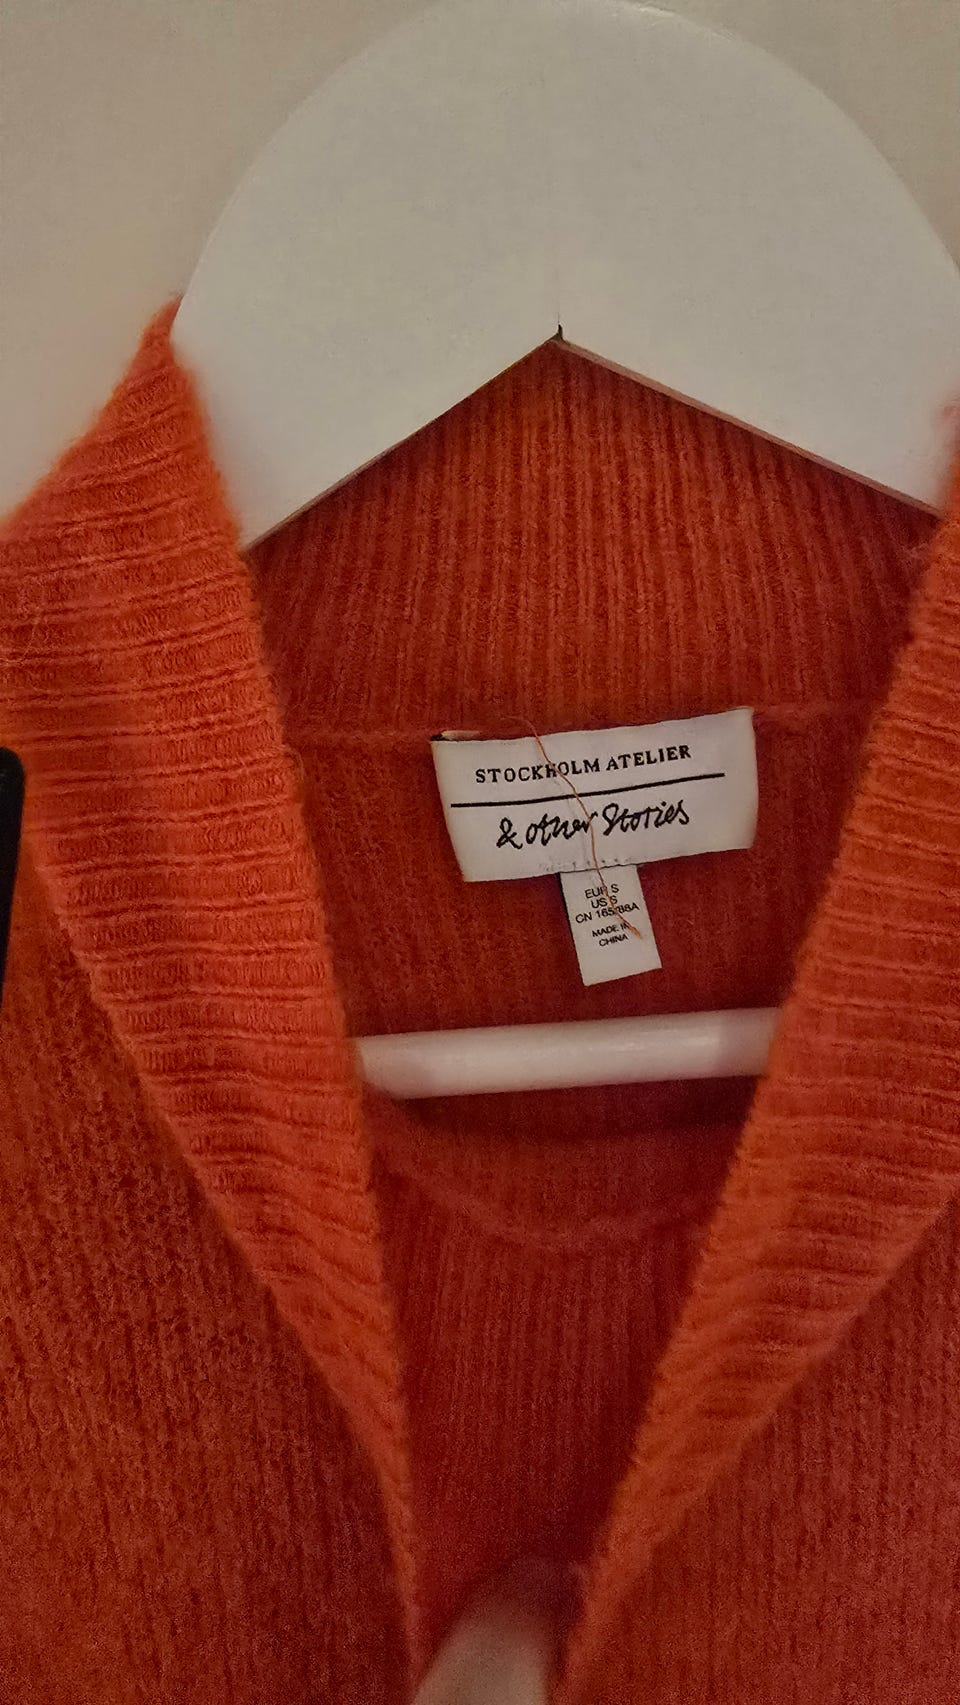 STOCKHOLM ATELIER
& other Stories
EUR S
US S
CN 165/88A
MADE IN
CHINA